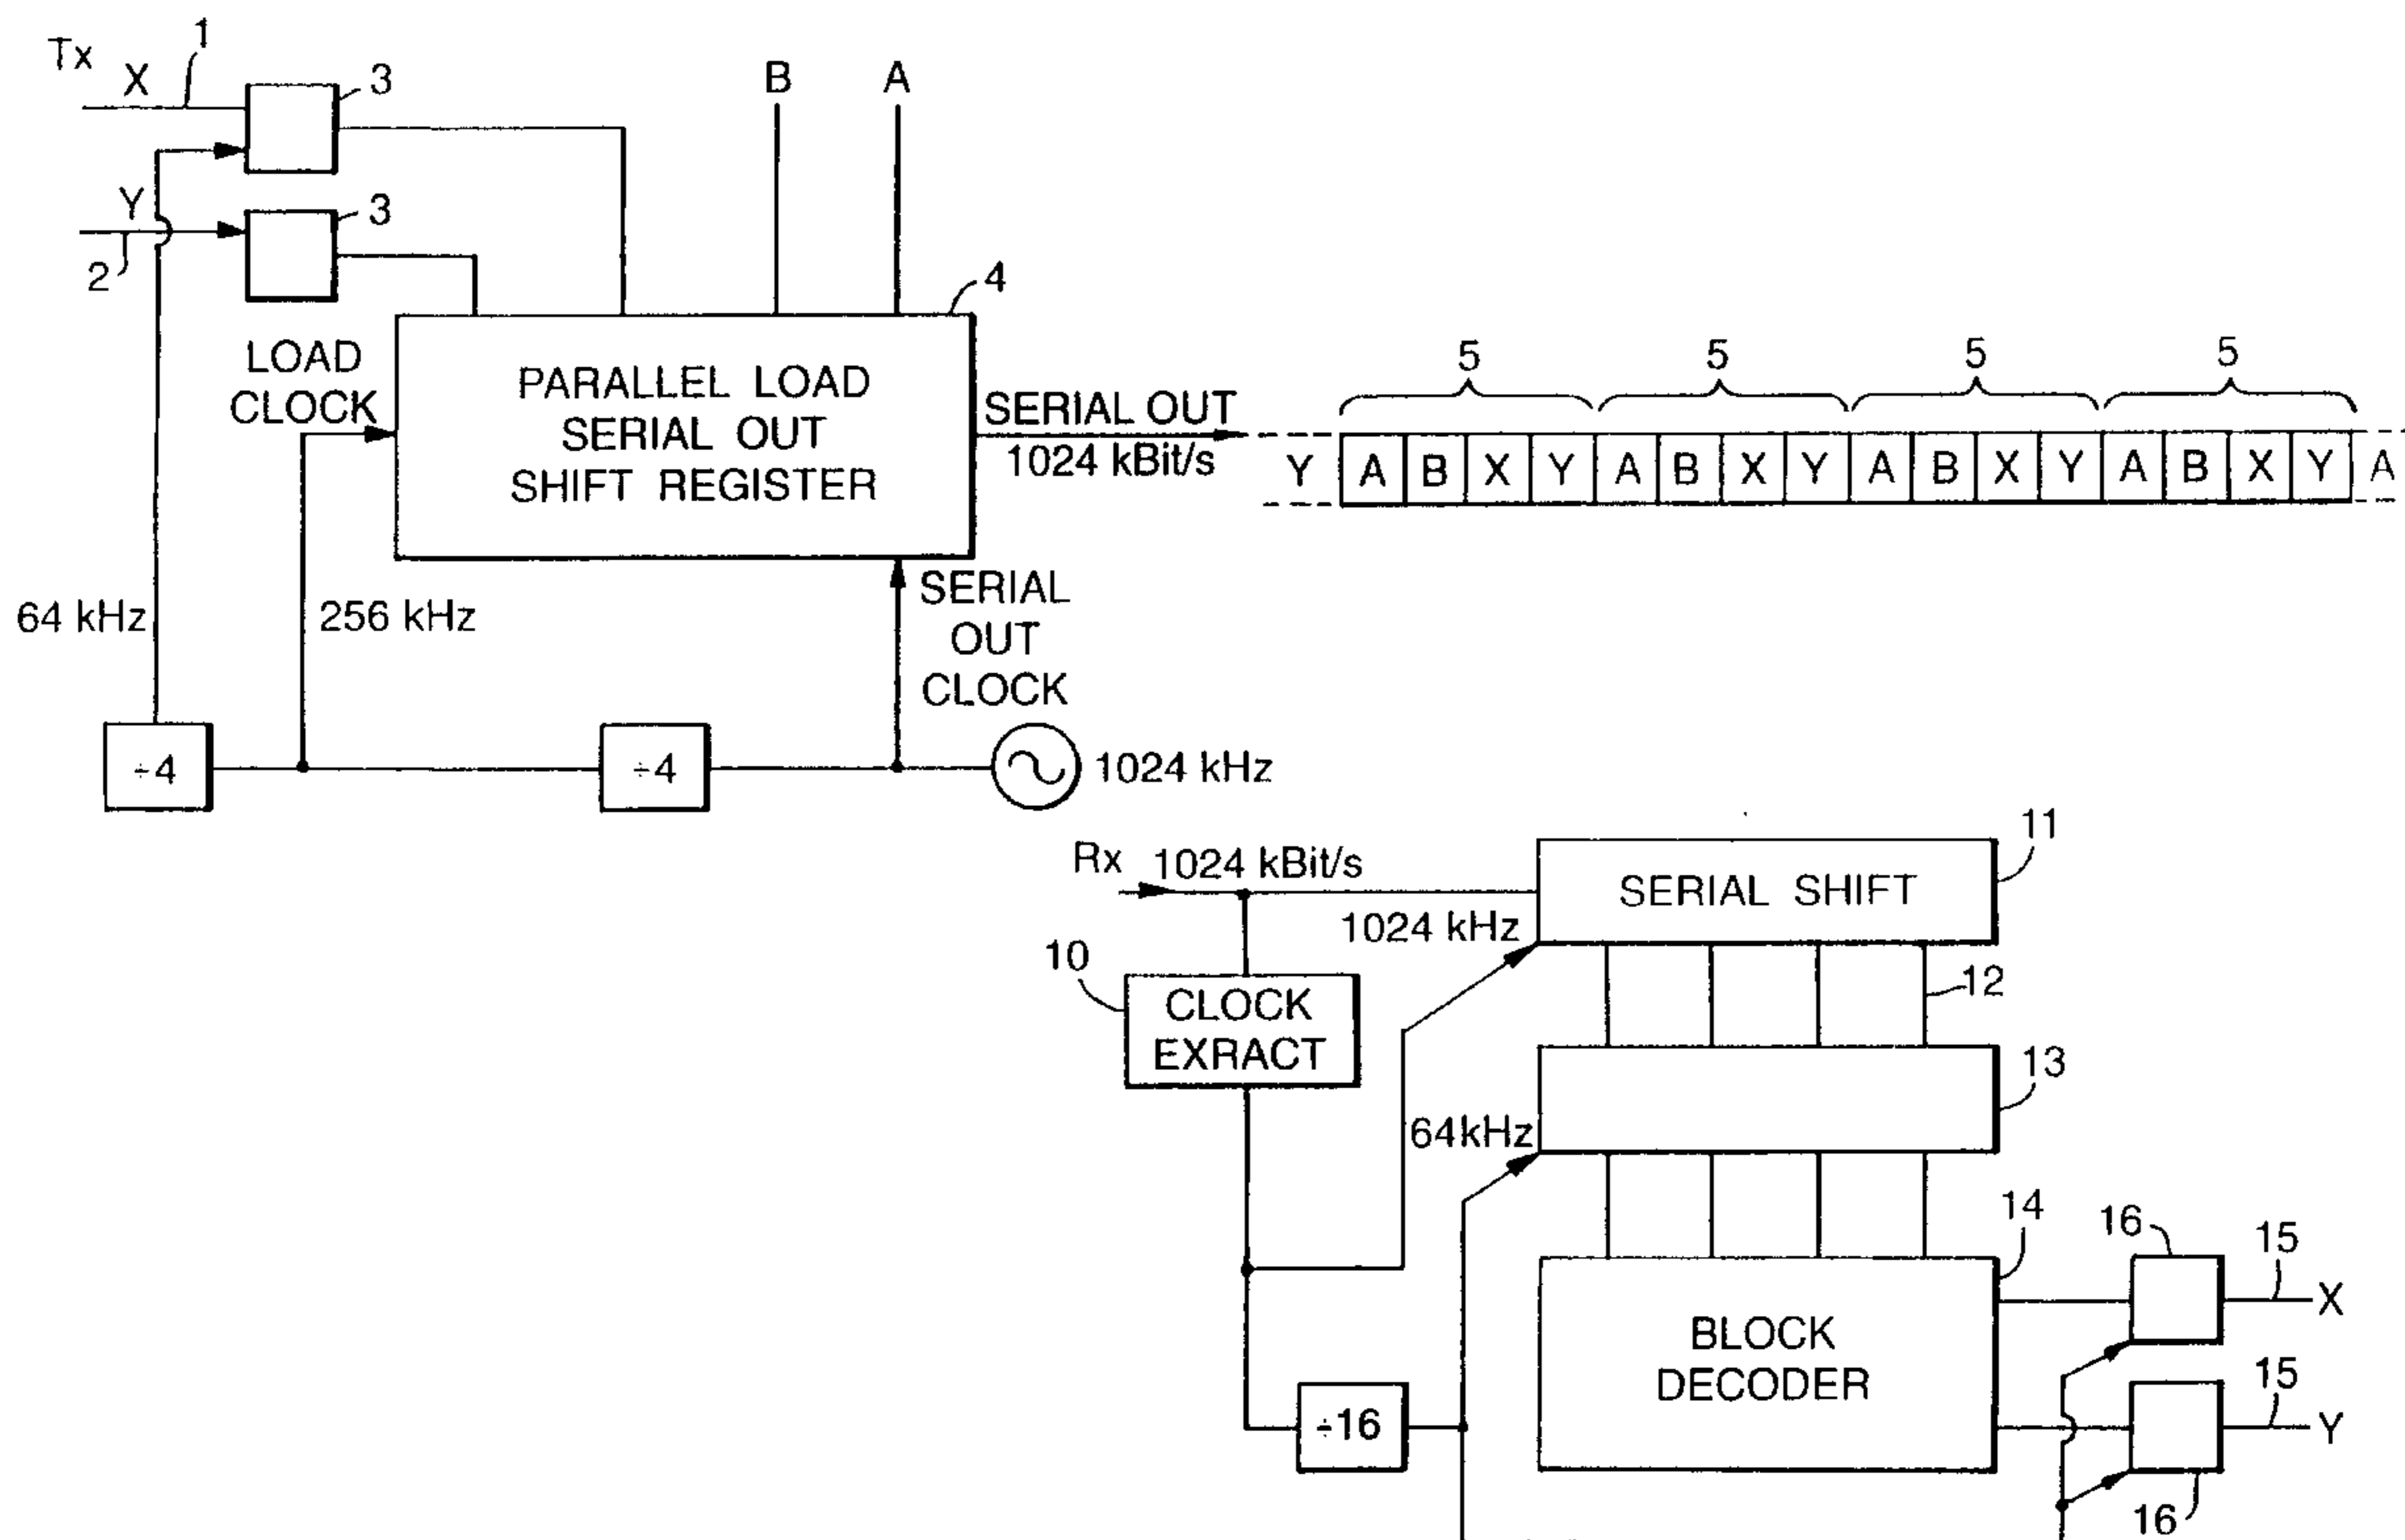 Tx
X
1
3
B
A
Y
3
2
4
LOAD
CLOCK
PARALLEL LOAD
SERIAL OUT
SHIFT REGISTER
SERIAL OUT
1024 kBit/s
5
5
5
5
Y A B X Y A B X Y A B X Y A B X Y A
64 kHz
256 kHz
SERIAL
OUT
CLOCK
÷4
÷4
1024 kHz
Rx
1024 kBit/s
SERIAL SHIFT
11
1024 kHz
10
CLOCK
EXRACT
12
13
64kHz
14
BLOCK
DECODER
16
15
X
÷16
15
Y
16